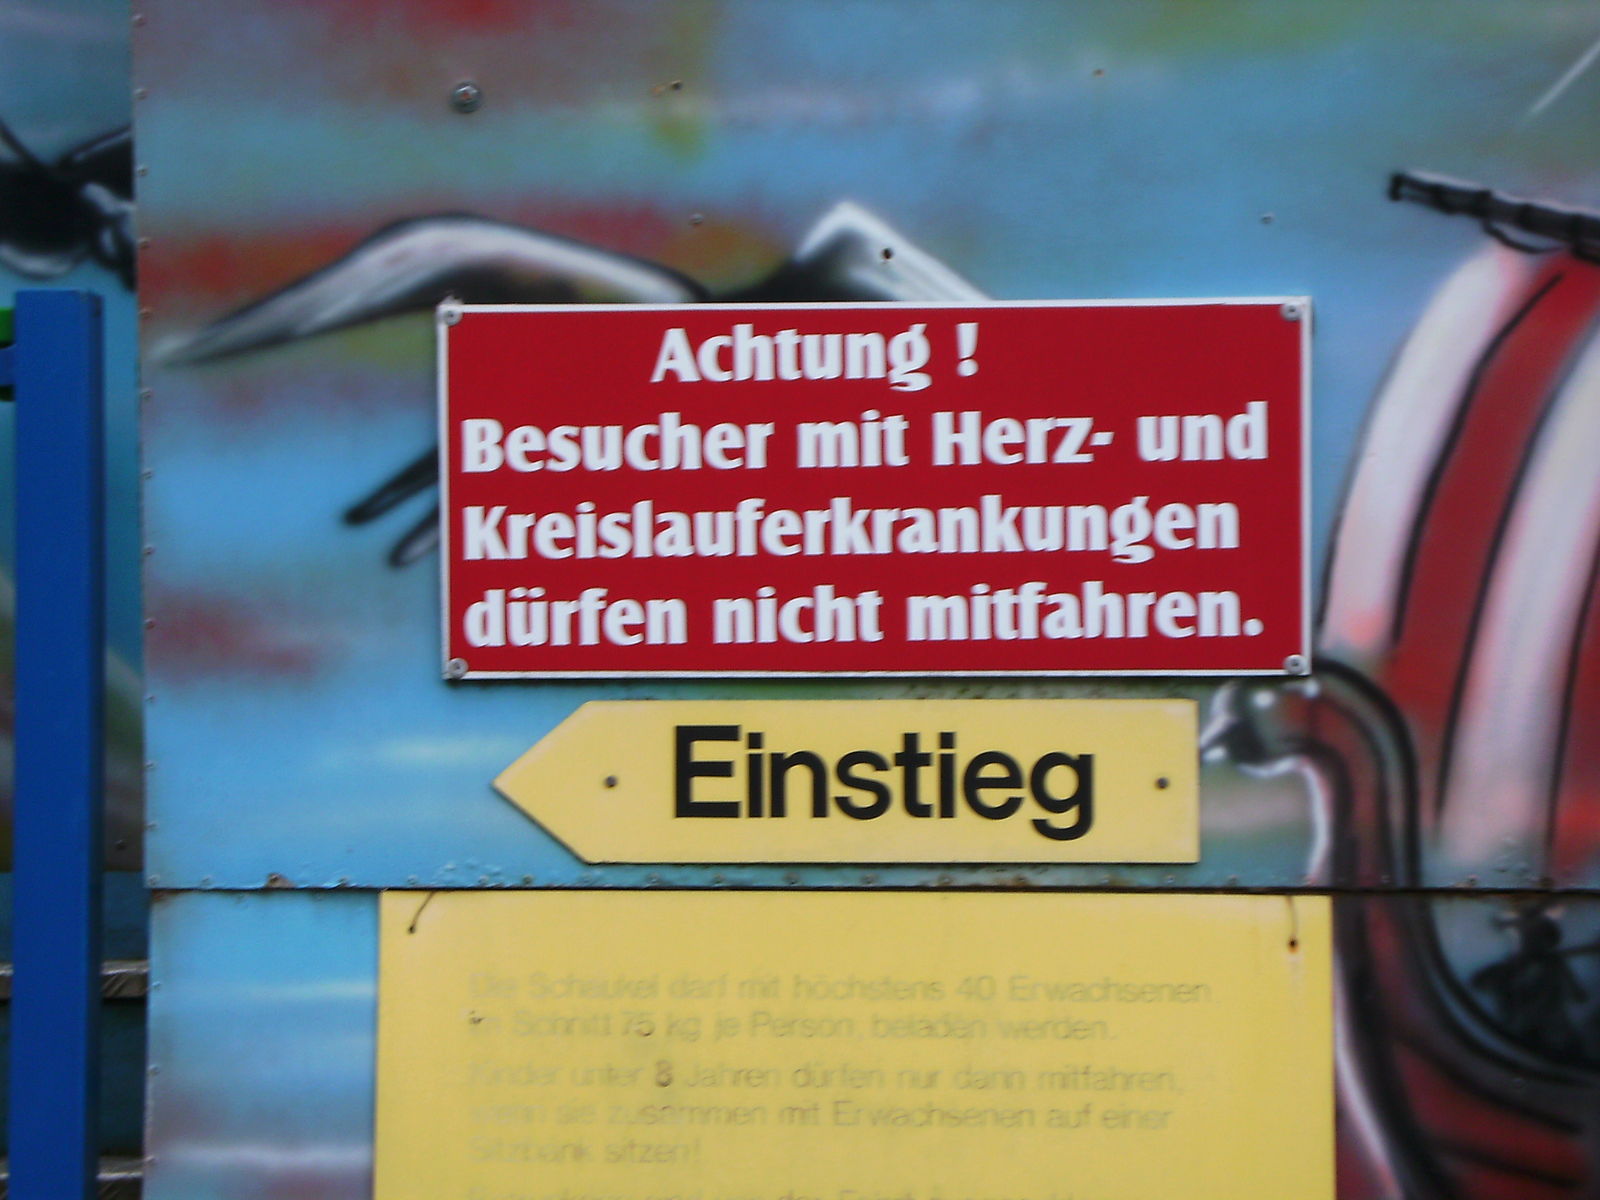 Achtung !
Besucher mit Herz- und
Kreislauferkrankungen
dürfen nicht mitfahren.
Einstieg
Die Schaukel darf mit höchstens 40 Erwachsenen
im Schnitt 75 kg je Person, beladen werden.
Kinder unter 8 Jahren dürfen nur dann mitfahren,
wenn sie zusammen mit Erwachsenen auf einer
Sitzbank sitzen!